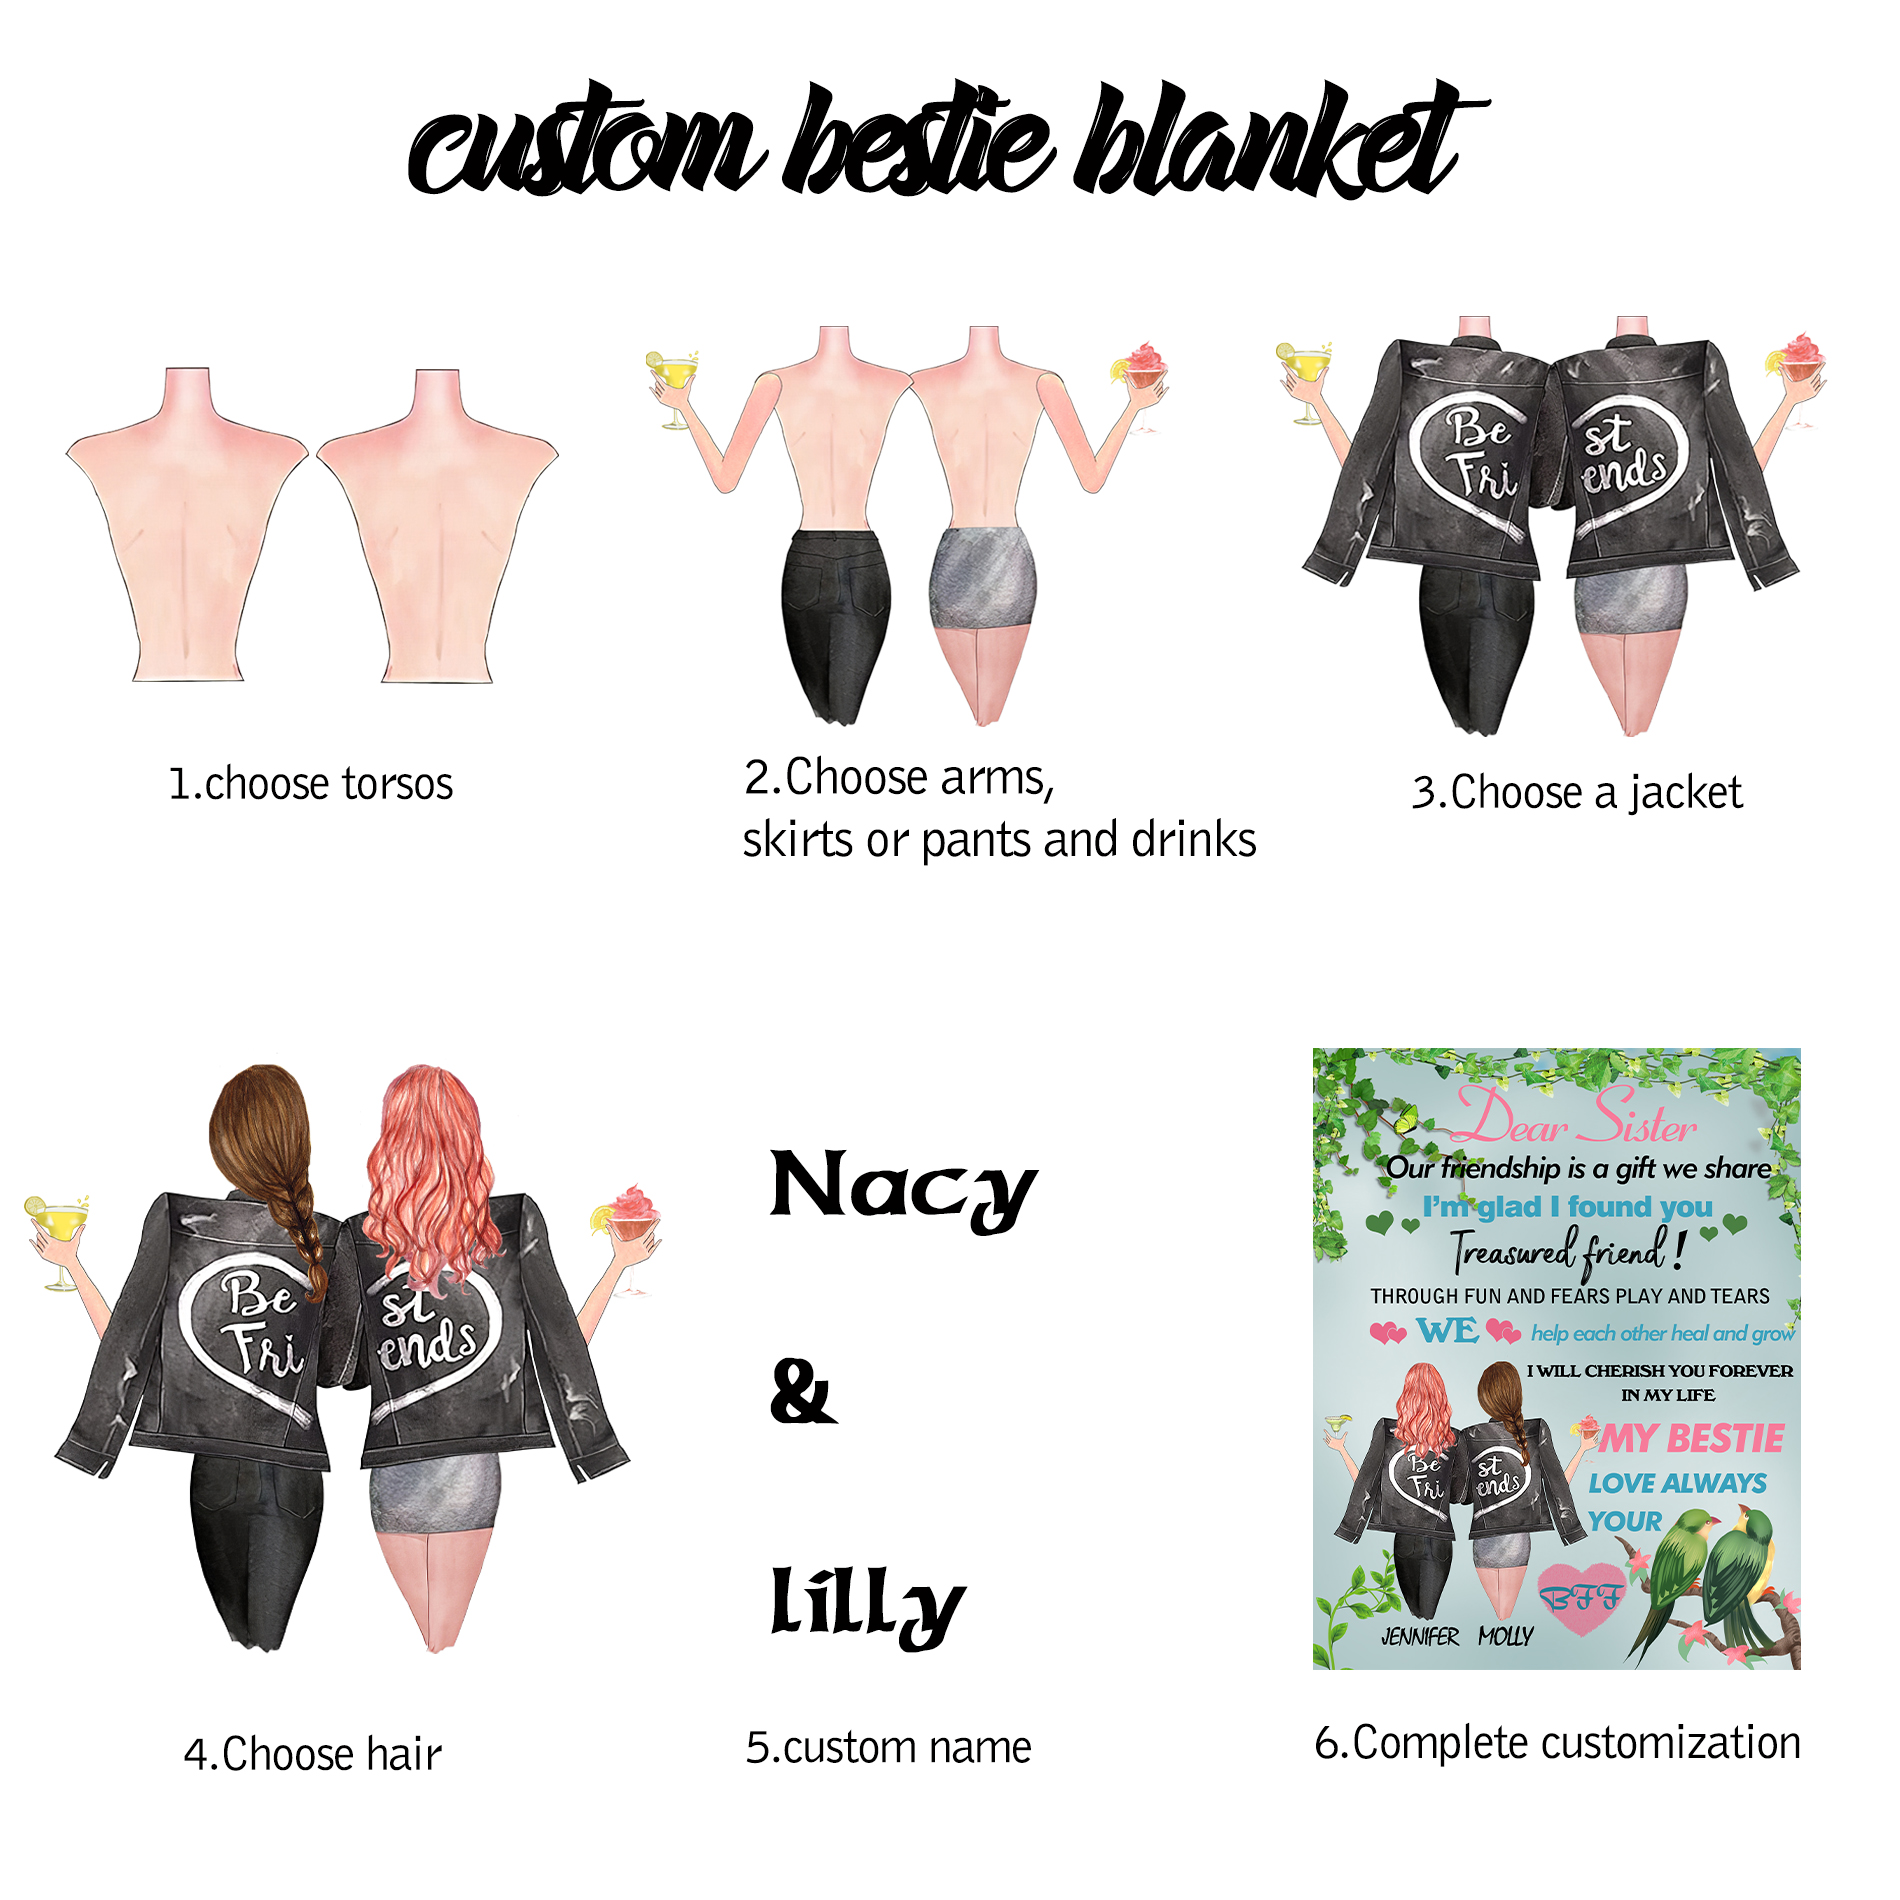 custom bestie blanket
1.choose torsos
2.Choose arms,
skirts or pants and drinks
Be
Fri
st
ends
3.Choose a jacket
Be
Fri
st
ends
4.Choose hair
Nacy
&
lilly
5.custom name
Dear Sister
Our friendship is a gift we share
I'm glad I found you
Treasured friend!
THROUGH FUN AND FEARS PLAY AND TEARS
WE help each other heal and grow
I WILL CHERISH YOU FOREVER
IN MY LIFE
MY BESTIE
LOVE ALWAYS
YOUR
Be
Fri
st
ends
BFF
JENNIFER MOLLY
6.Complete customization